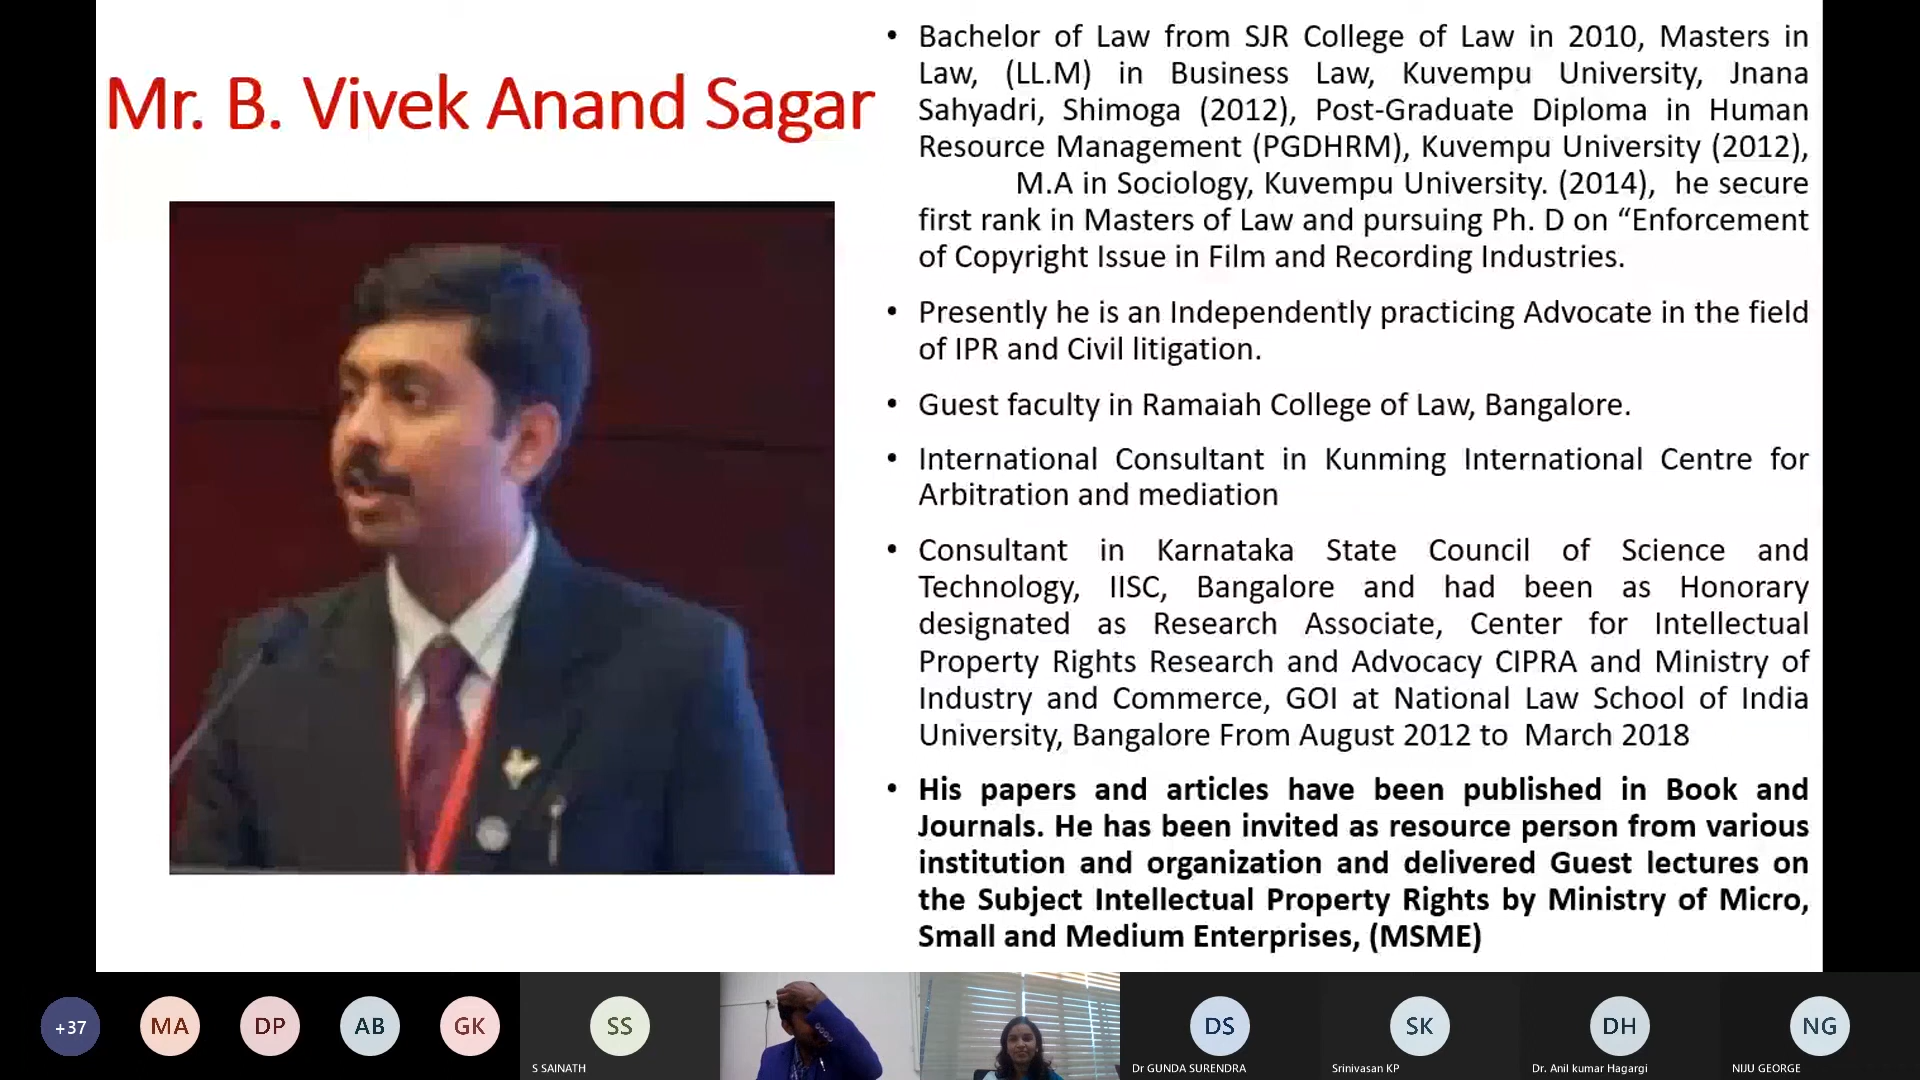 Mr. B. Vivek Anand Sagar
• Bachelor of Law from SJR College of Law in 2010, Masters in
Law, (LL.M) in Business Law, Kuvempu University, Jnana
Sahyadri, Shimoga (2012), Post-Graduate Diploma in Human
Resource Management (PGDHRM), Kuvempu University (2012),
M.A in Sociology, Kuvempu University. (2014), he secure
first rank in Masters of Law and pursuing Ph. D on “Enforcement
of Copyright Issue in Film and Recording Industries.
• Presently he is an Independently practicing Advocate in the field
of IPR and Civil litigation.
• Guest faculty in Ramaiah College of Law, Bangalore.
• International Consultant in Kunming International Centre for
Arbitration and mediation
• Consultant in Karnataka State Council of Science and
Technology, IISC, Bangalore and had been as Honorary
designated as Research Associate, Center for Intellectual
Property Rights Research and Advocacy CIPRA and Ministry of
Industry and Commerce, GOI at National Law School of India
University, Bangalore From August 2012 to March 2018
• His papers and articles have been published in Book and
Journals. He has been invited as resource person from various
institution and organization and delivered Guest lectures on
the Subject Intellectual Property Rights by Ministry of Micro,
Small and Medium Enterprises, (MSME)
+37 MA DP AB GK SS DS SK DH NG
S SAINATH Dr GUNDA SURENDRA Srinivasan KP Dr. Anil kumar Hagargi NIJU GEORGE